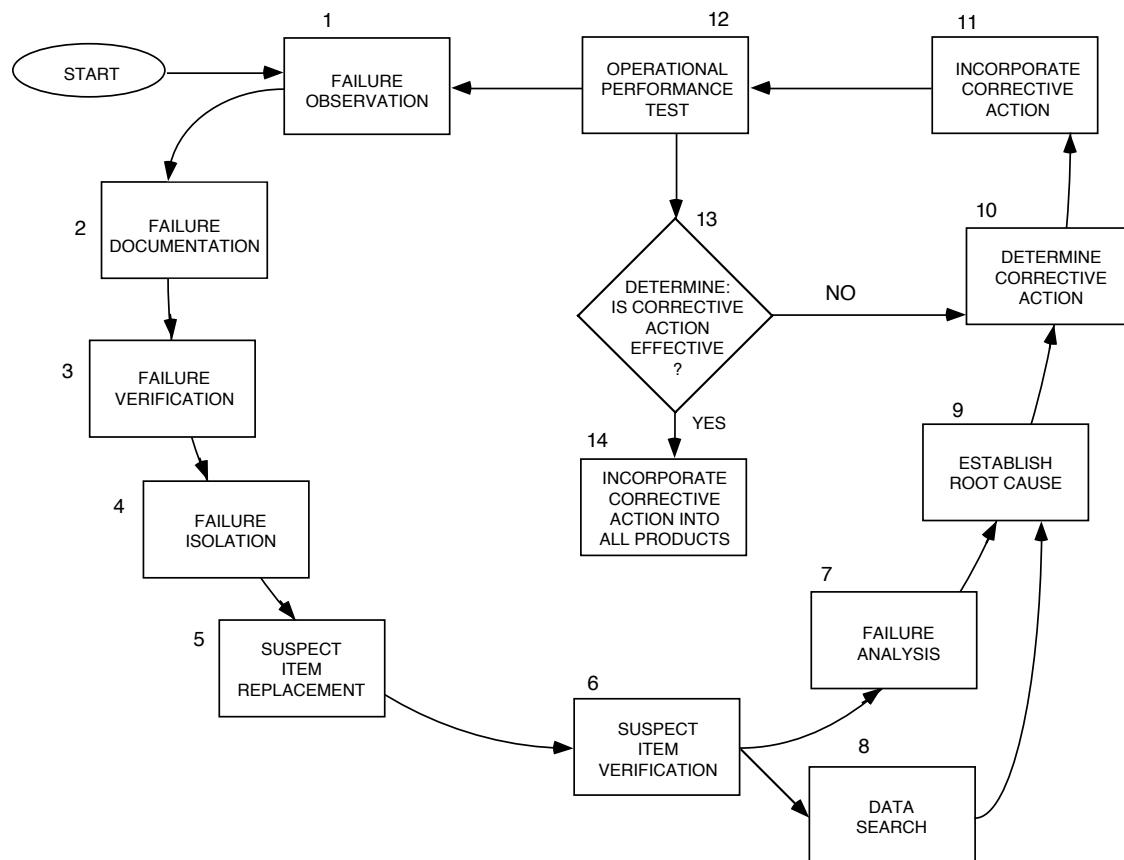 START
1
FAILURE
OBSERVATION
2
FAILURE
DOCUMENTATION
3
FAILURE
VERIFICATION
4
FAILURE
ISOLATION
5
SUSPECT
ITEM
REPLACEMENT
6
SUSPECT
ITEM
VERIFICATION
7
FAILURE
ANALYSIS
8
DATA
SEARCH
9
ESTABLISH
ROOT CAUSE
10
DETERMINE
CORRECTIVE
ACTION
11
INCORPORATE
CORRECTIVE
ACTION
12
OPERATIONAL
PERFORMANCE
TEST
13
DETERMINE:
IS CORRECTIVE
ACTION
EFFECTIVE
?
NO
YES
14
INCORPORATE
CORRECTIVE
ACTION INTO
ALL PRODUCTS